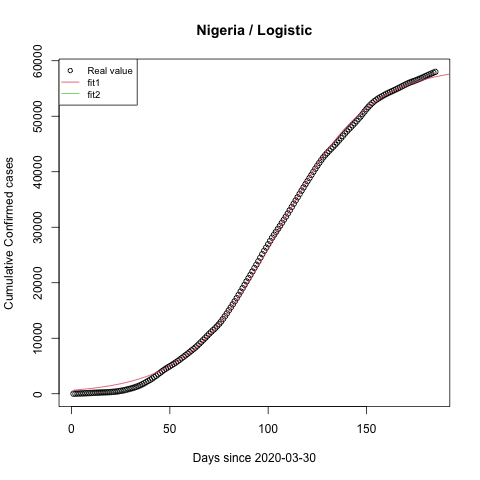 Nigeria / Logistic
Real value
fit1
fit2
Cumulative Confirmed cases
60000
50000
40000
30000
20000
10000
0
0 50 100 150
Days since 2020-03-30